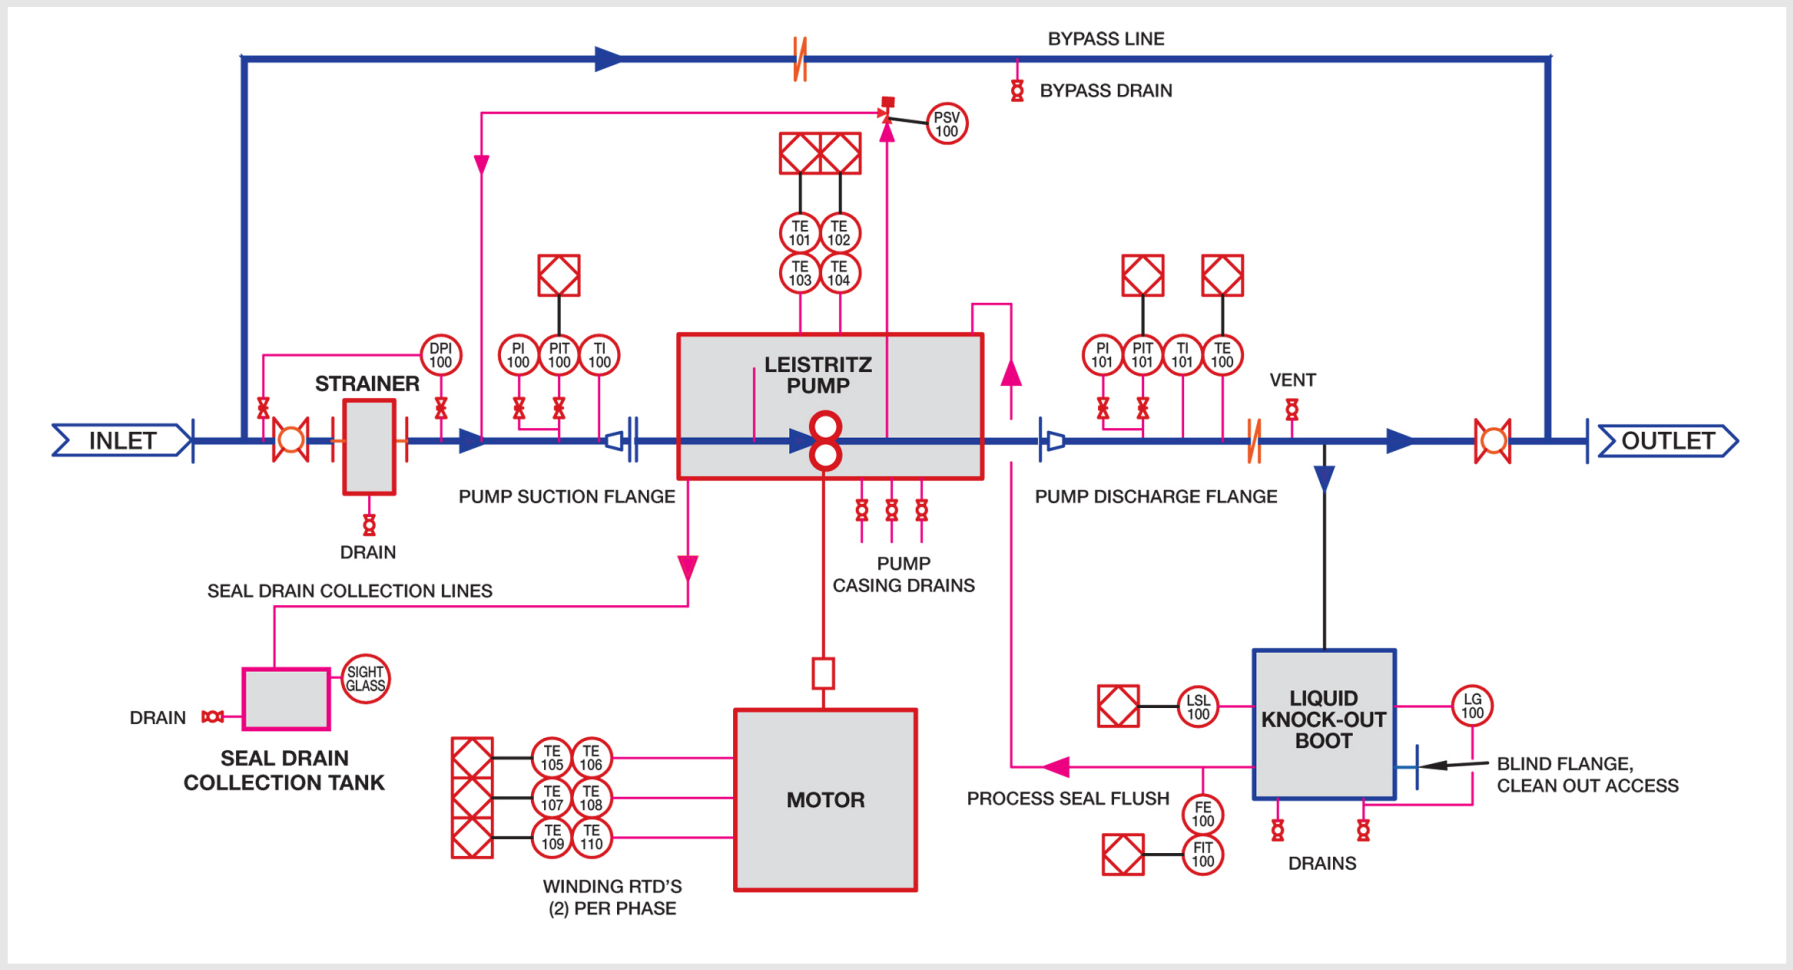 BYPASS LINE
BYPASS DRAIN
PSV
100
TE
101
TE
102
TE
103
TE
104
DPI
100
PI
100
PIT
100
TI
100
LEISTRITZ
PUMP
PI
101
PIT
101
TI
101
TE
100
VENT
STRAINER
INLET
OUTLET
PUMP SUCTION FLANGE
PUMP DISCHARGE FLANGE
DRAIN
PUMP
CASING DRAINS
SEAL DRAIN COLLECTION LINES
SIGHT
GLASS
DRAIN
SEAL DRAIN
COLLECTION TANK
LSL
100
LIQUID
KNOCK-OUT
BOOT
LG
100
BLIND FLANGE,
CLEAN OUT ACCESS
PROCESS SEAL FLUSH
TE
105
TE
106
TE
107
TE
108
TE
109
TE
110
MOTOR
FE
100
FIT
100
DRAINS
WINDING RTD'S
(2) PER PHASE